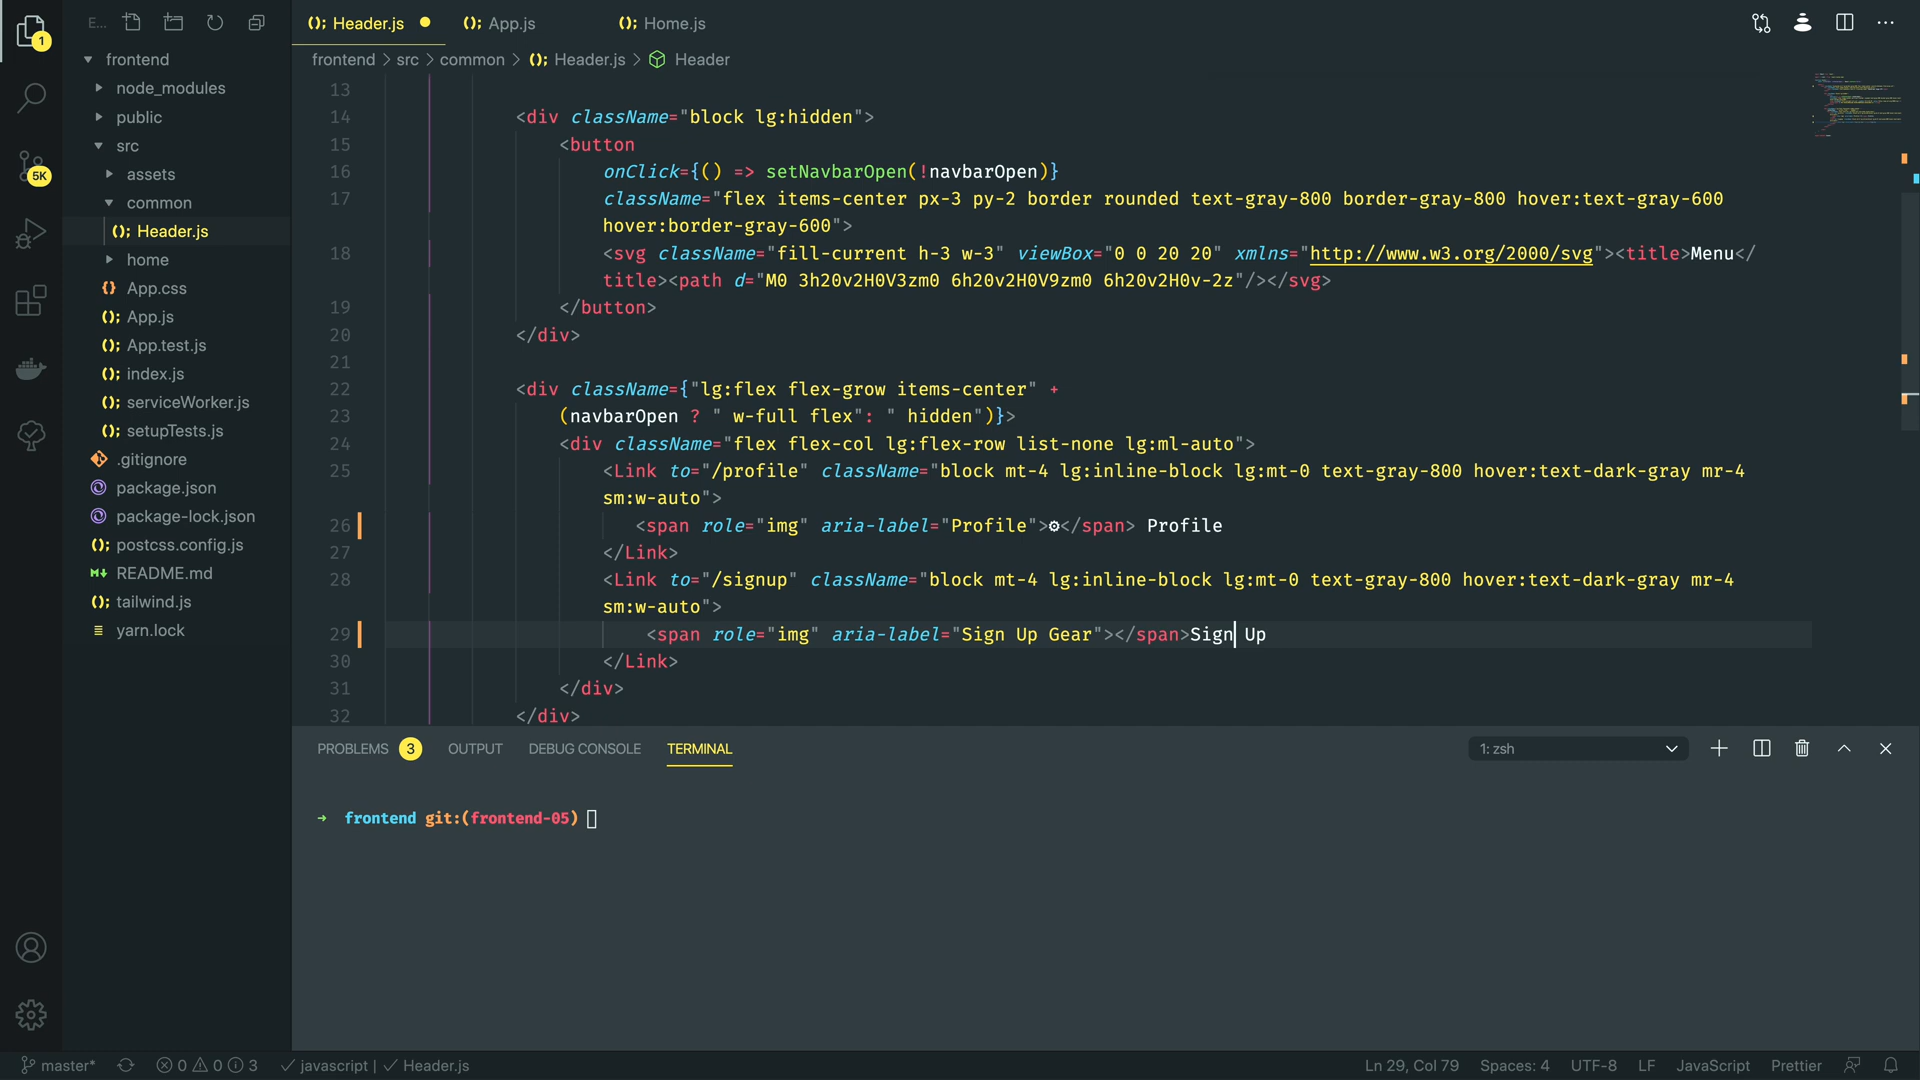 1
E...
Header.js
App.js
Home.js
frontend
frontend > src > common > Header.js > Header
node_modules
public
src
5K
assets
common
Header.js
home
App.css
App.js
App.test.js
index.js
serviceWorker.js
setupTests.js
.gitignore
package.json
package-lock.json
postcss.config.js
README.md
tailwind.js
yarn.lock
13
14 <div className="block lg:hidden">
15 <button
16 onClick={() => setNavbarOpen(!navbarOpen)}
17 className="flex items-center px-3 py-2 border rounded text-gray-800 border-gray-800 hover:text-gray-600
hover:border-gray-600">
18 <svg className="fill-current h-3 w-3" viewBox="0 0 20 20" xmlns="http://www.w3.org/2000/svg"><title>Menu</
title><path d="M0 3h20v2H0V3zm0 6h20v2H0V9zm0 6h20v2H0v-2z"/></svg>
19 </button>
20 </div>
21
22 <div className={"lg:flex flex-grow items-center" +
23 (navbarOpen ? " w-full flex": " hidden")}>
24 <div className="flex flex-col lg:flex-row list-none lg:ml-auto">
25 <Link to="/profile" className="block mt-4 lg:inline-block lg:mt-0 text-gray-800 hover:text-dark-gray mr-4
sm:w-auto">
26 <span role="img" aria-label="Profile">⚙</span> Profile
27 </Link>
28 <Link to="/signup" className="block mt-4 lg:inline-block lg:mt-0 text-gray-800 hover:text-dark-gray mr-4
sm:w-auto">
29 <span role="img" aria-label="Sign Up Gear"></span>Sign Up
30 </Link>
31 </div>
32 </div>
PROBLEMS 3 OUTPUT DEBUG CONSOLE TERMINAL
1: zsh
→ frontend git:(frontend-05)
master* 0 0 3 javascript | Header.js
Ln 29, Col 79 Spaces: 4 UTF-8 LF JavaScript Prettier